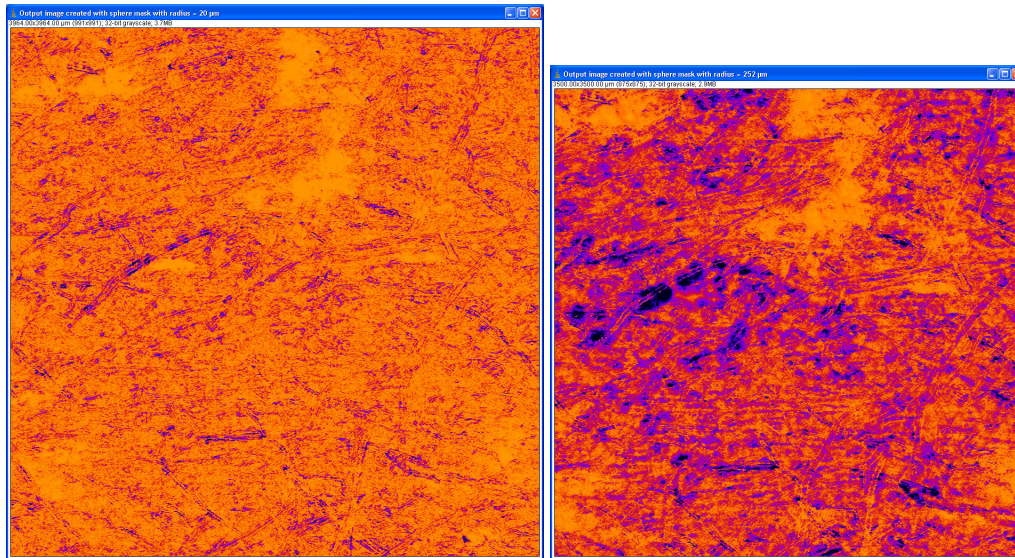 Output image created with sphere mask with radius = 20 µm
3964.00x3964.00 µm (991x991); 32-bit grayscale; 3.7MB
Output image created with sphere mask with radius = 252 µm
3500.00x3500.00 µm (875x875); 32-bit grayscale; 2.9MB